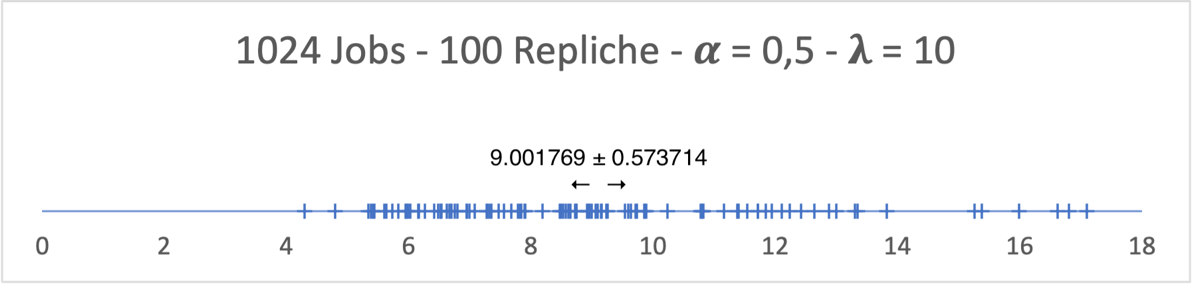 1024 Jobs - 100 Repliche - α = 0,5 - λ = 10
9.001769 ± 0.573714
← →
0 2 4 6 8 10 12 14 16 18